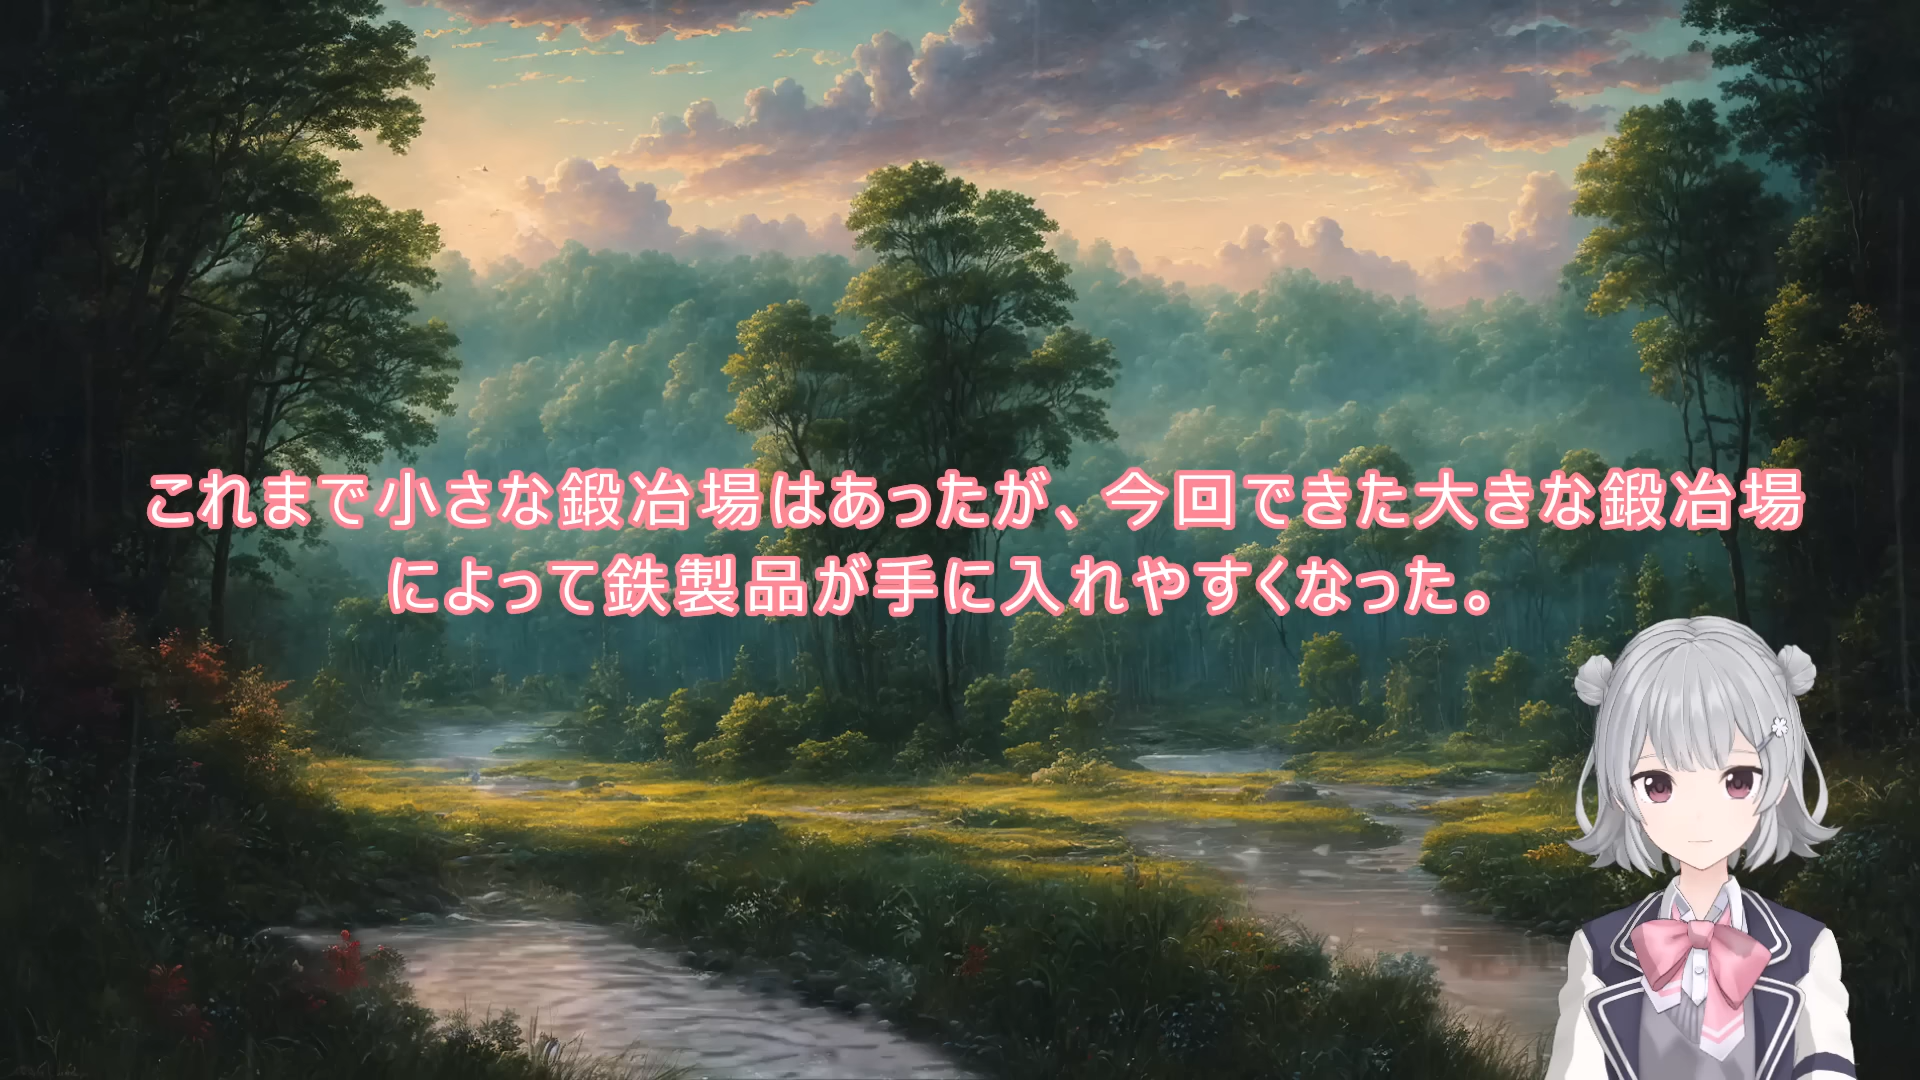 これまで小さな鍛冶場はあったが、今回できた大きな鍛冶場
によって鉄製品が手に入れやすくなった。